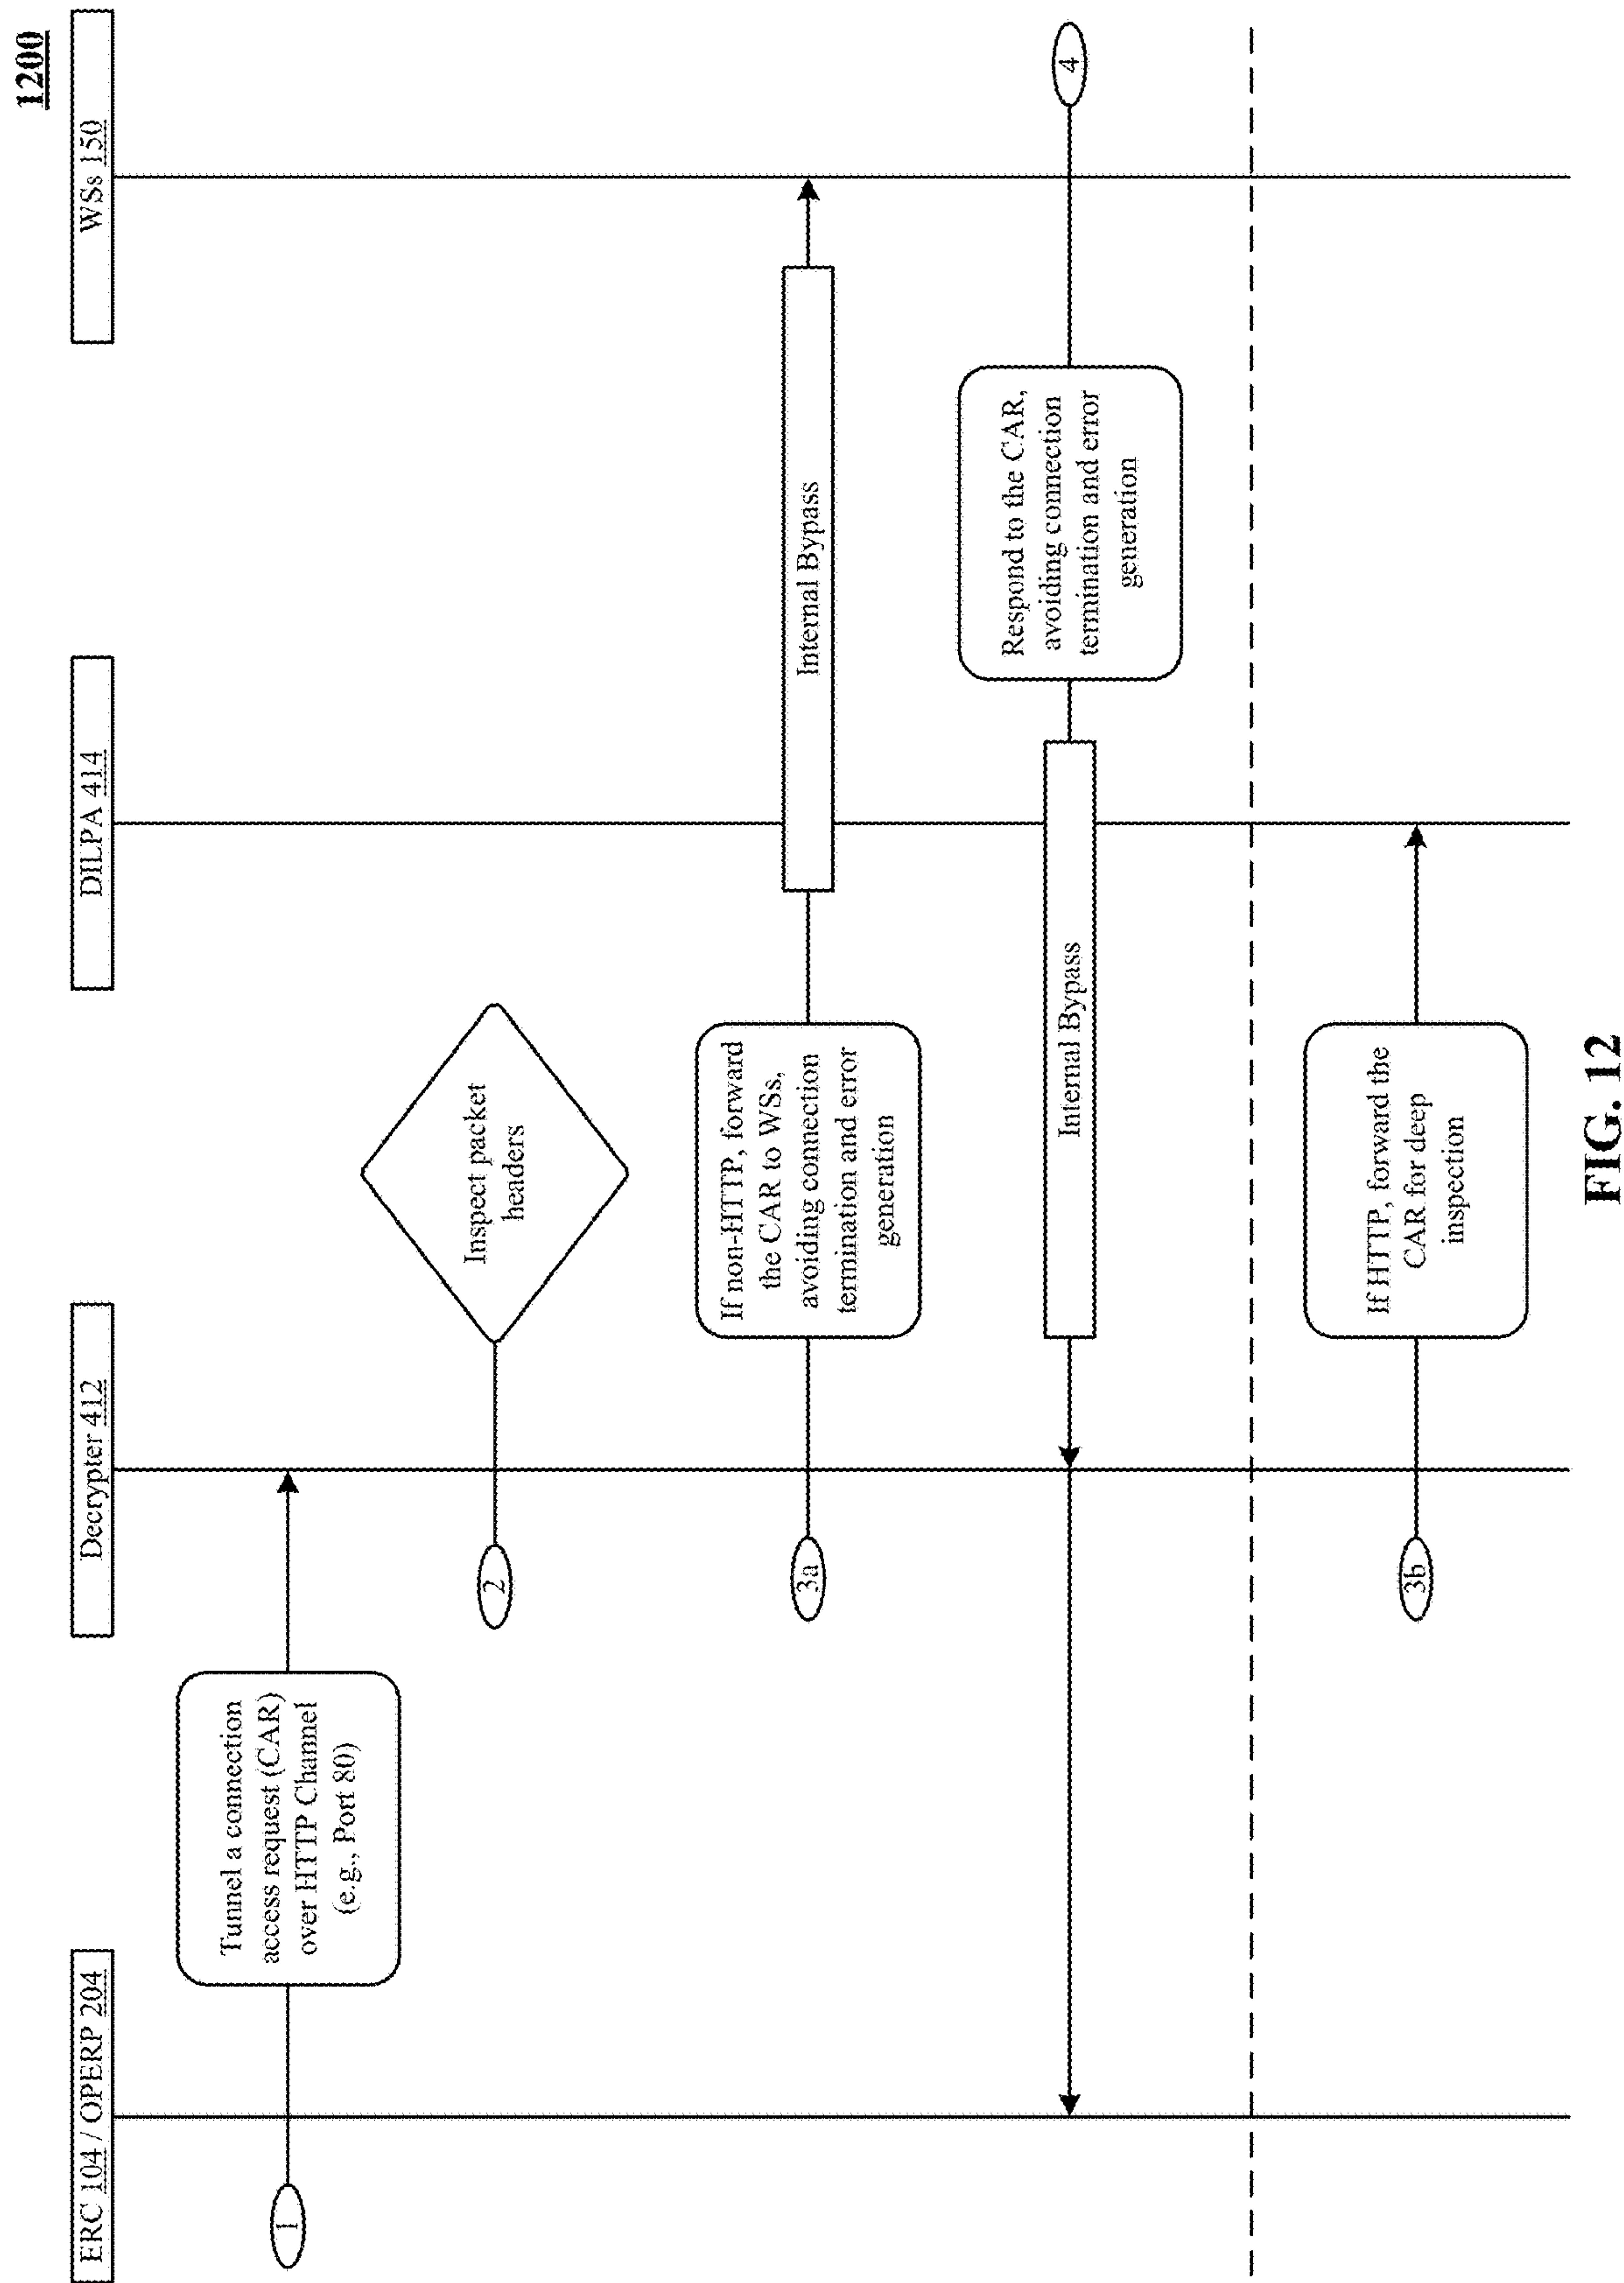 1200
ERC 104 / OPERP 204
Decrypter 412
DILPA 414
WSs 150
1
Tunnel a connection
access request (CAR)
over HTTP Channel
(e.g., Port 80)
2
Inspect packet
headers
3a
If non-HTTP, forward
the CAR to WSs,
avoiding connection
termination and error
generation
Internal Bypass
Internal Bypass
Respond to the CAR,
avoiding connection
termination and error
generation
4
3b
If HTTP, forward the
CAR for deep
inspection
FIG. 12